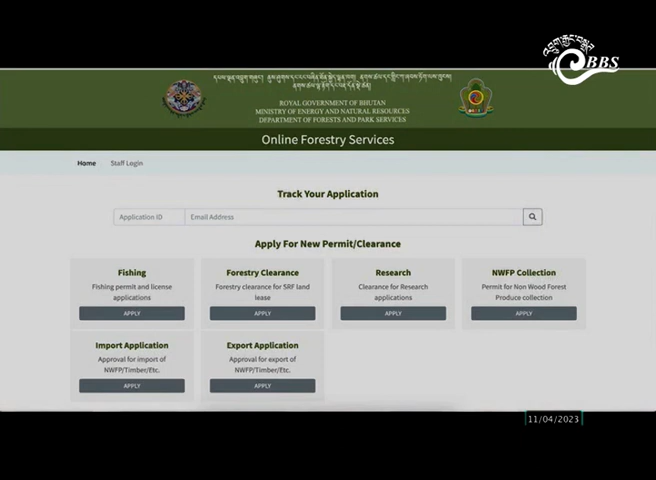 BBS
ROYAL GOVERNMENT OF BHUTAN
MINISTRY OF ENERGY AND NATURAL RESOURCES
DEPARTMENT OF FORESTS AND PARK SERVICES
Online Forestry Services
Home Staff Login
Track Your Application
Application ID Email Address
Apply For New Permit/Clearance
Fishing
Fishing permit and license
applications
APPLY
Forestry Clearance
Forestry clearance for SRF land
lease
APPLY
Research
Clearance for Research
applications
APPLY
NWFP Collection
Permit for Non Wood Forest
Produce collection
APPLY
Import Application
Approval for import of
NWFP/Timber/Etc.
APPLY
Export Application
Approval for export of
NWFP/Timber/Etc.
APPLY
11/04/2023